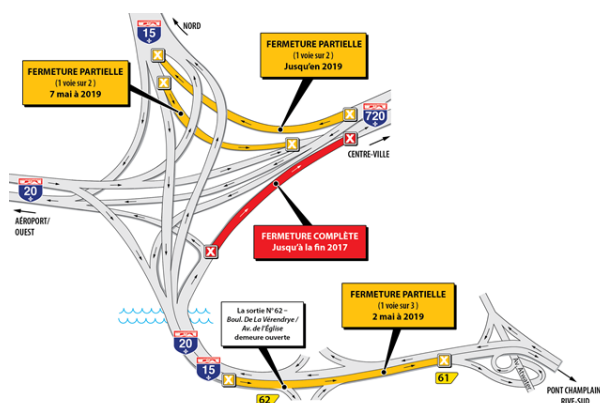 NORD
15
FERMETURE PARTIELLE
(1 voie sur 2)
Jusqu'en 2019
FERMETURE PARTIELLE
(1 voie sur 2)
7 mai à 2019
X
X
X
X
X
720
CENTRE-VILLE
20
AÉROPORT/
OUEST
FERMETURE COMPLÈTE
Jusqu'à la fin 2017
X
La sortie N°62 –
Boul. De La Vérendrye /
Av. de l'Église
demeure ouverte
FERMETURE PARTIELLE
(1 voie sur 3)
2 mai à 2019
20
15
X
X
62
61
Av. Atwater
PONT CHAMPLAIN
RIVE-SUD